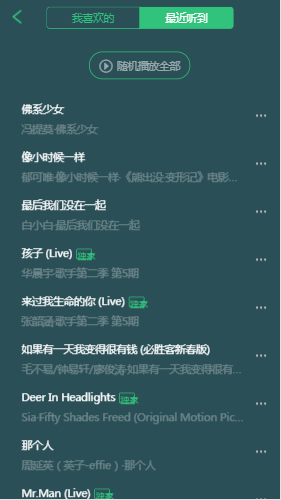 我喜欢的
最近听到
随机播放全部
佛系少女
冯提莫·佛系少女
像小时候一样
郁可唯·像小时候一样·《熊出没·变形记》电影...
最后我们没在一起
白小白·最后我们没在一起
孩子 (Live) 独家
华晨宇·歌手第二季 第5期
来过我生命的你 (Live) 独家
张韶涵·歌手第二季 第5期
如果有一天我变得很有钱 (必胜客新春版)
毛不易/钟易轩/廖俊涛·如果有一天我变得很有...
Deer In Headlights 独家
Sia·Fifty Shades Freed (Original Motion Pic...
那个人
周延英（英子-effie）·那个人
Mr.Man (Live) 独家